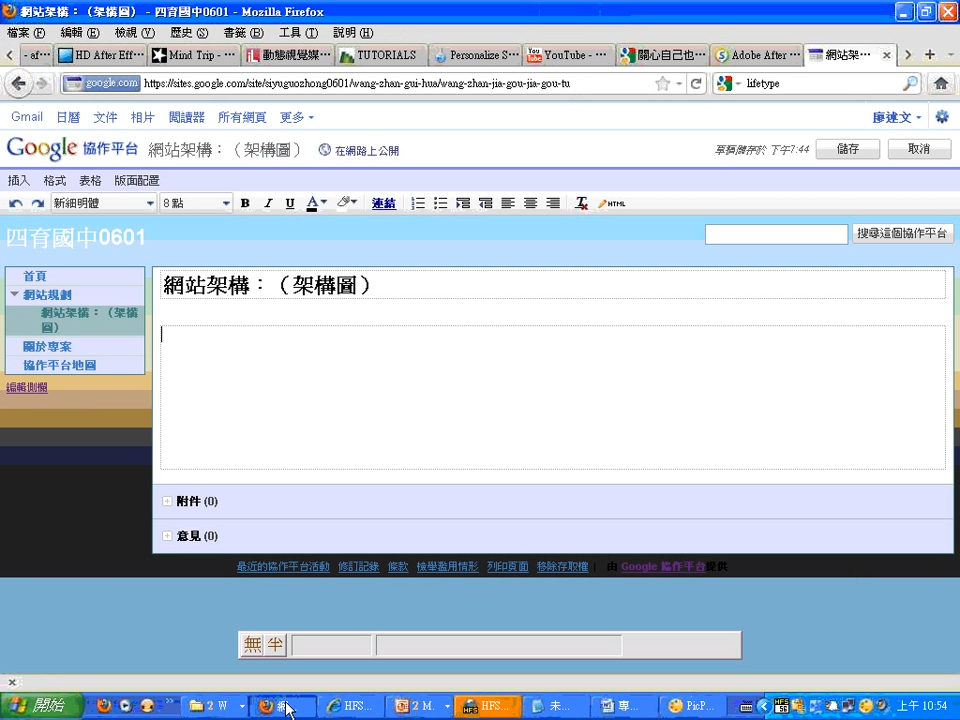 網站架構：（架構圖） - 四育國中0601 - Mozilla Firefox
檔案(F) 編輯(E) 檢視(V) 歷史(S) 書籤(B) 工具(T) 說明(H)
- af… HD After Eff… Mind Trip - … 動態視覺媒… TUTORIALS Personalize S… YouTube - … 關心自己也… Adobe After … 網站架…
google.com https://sites.google.com/site/siyuguozhong0601/wang-zhan-gui-hua/wang-zhan-jia-gou-jia-gou-tu lifetype
Gmail 日曆 文件 相片 閱讀器 所有網頁 更多 廖達文
Google 協作平台 網站架構：（架構圖） 在網路上公開 草稿儲存於 下午7:44 儲存 取消
插入 格式 表格 版面配置
新細明體 8 點 B I U A 連結 HTML
四育國中0601 搜尋這個協作平台
首頁
網站規劃
網站架構：（架構圖）
關於專案
協作平台地圖
編輯側欄
網站架構：（架構圖）
附件 (0)
意見 (0)
最近的協作平台活動 修訂記錄 條款 檢舉濫用情形 列印頁面 移除存取權 | 由 Google 協作平台提供
無 半
開始 2 W 網… HFS… 2 M. HFS… 未… 專… PicP… 上午 10:54